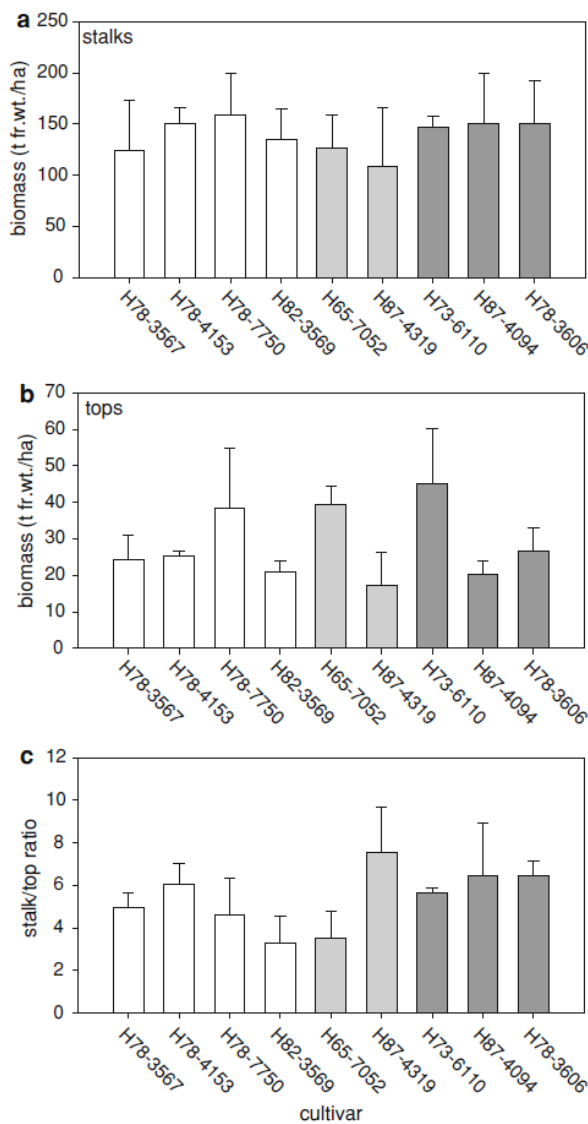 a
stalks
biomass (t fr.wt./ha)
250
200
150
100
50
0
H78-3567
H78-4153
H78-7750
H82-3569
H65-7052
H87-4319
H73-6110
H87-4094
H78-3606
b
tops
biomass (t fr.wt./ha)
70
60
50
40
30
20
10
0
H78-3567
H78-4153
H78-7750
H82-3569
H65-7052
H87-4319
H73-6110
H87-4094
H78-3606
c
stalk/top ratio
12
10
8
6
4
2
0
H78-3567
H78-4153
H78-7750
H82-3569
H65-7052
H87-4319
H73-6110
H87-4094
H78-3606
cultivar